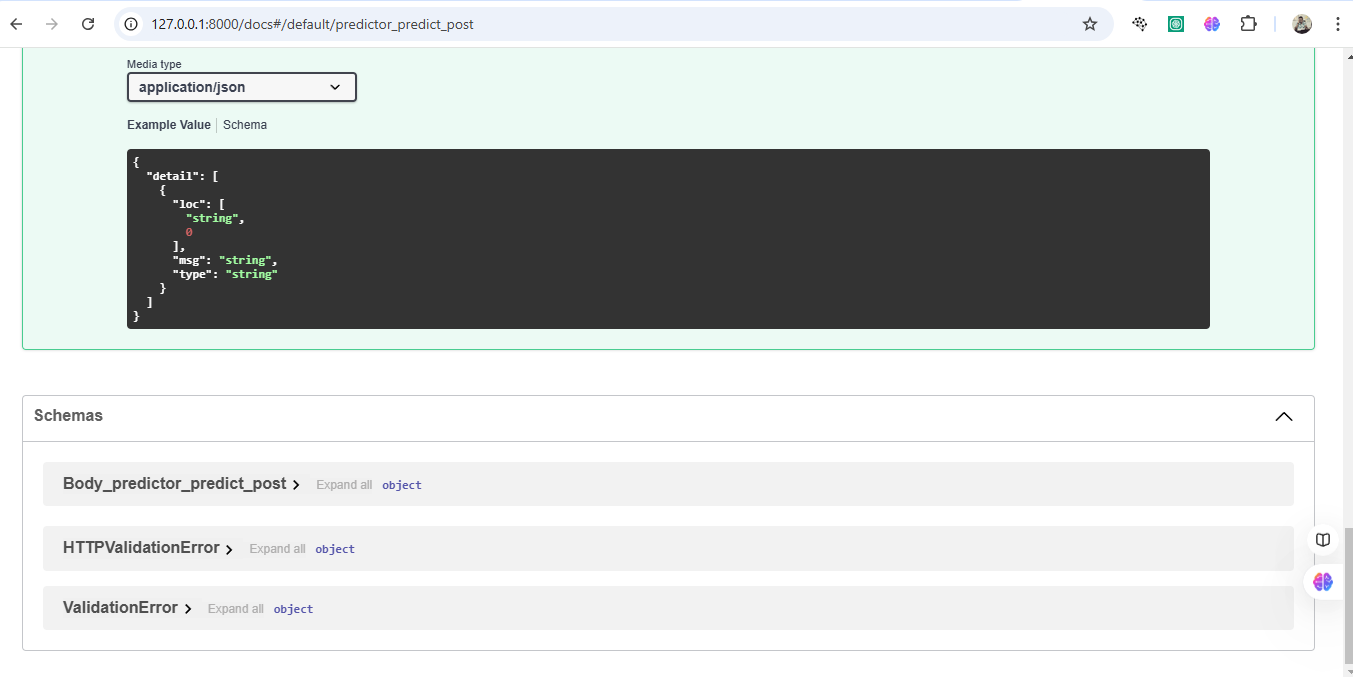 127.0.0.1:8000/docs#/default/predictor_predict_post
Media type
application/json
Example Value Schema
{
  "detail": [
    {
      "loc": [
        "string",
        0
      ],
      "msg": "string",
      "type": "string"
    }
  ]
}
Schemas
Body_predictor_predict_post Expand all object
HTTPValidationError Expand all object
ValidationError Expand all object